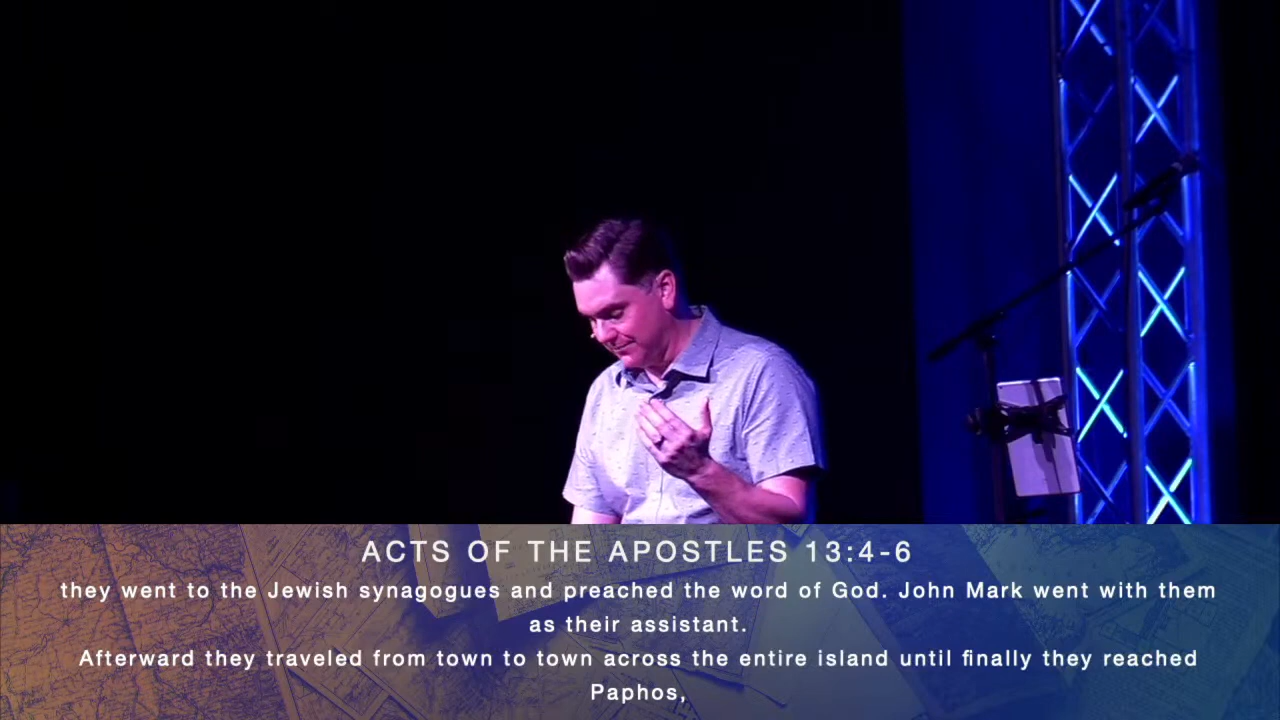 ACTS OF THE APOSTLES 13:4-6
they went to the Jewish synagogues and preached the word of God. John Mark went with them
as their assistant.
Afterward they traveled from town to town across the entire island until finally they reached
Paphos,